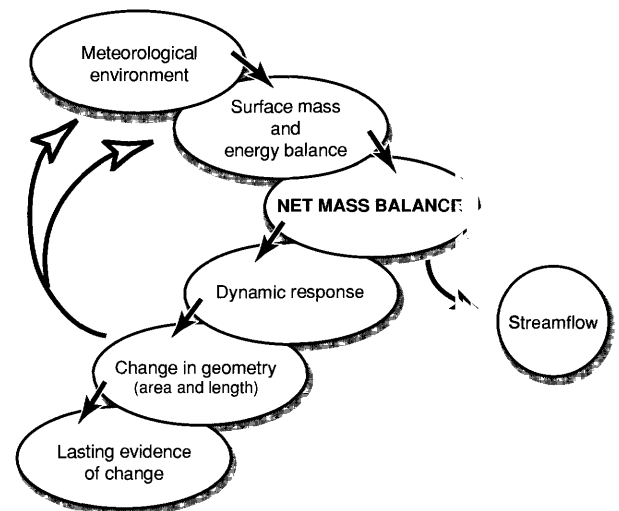 Meteorological
environment
Surface mass
and
energy balance
NET MASS BALANCE
Dynamic response
Streamflow
Change in geometry
(area and length)
Lasting evidence
of change